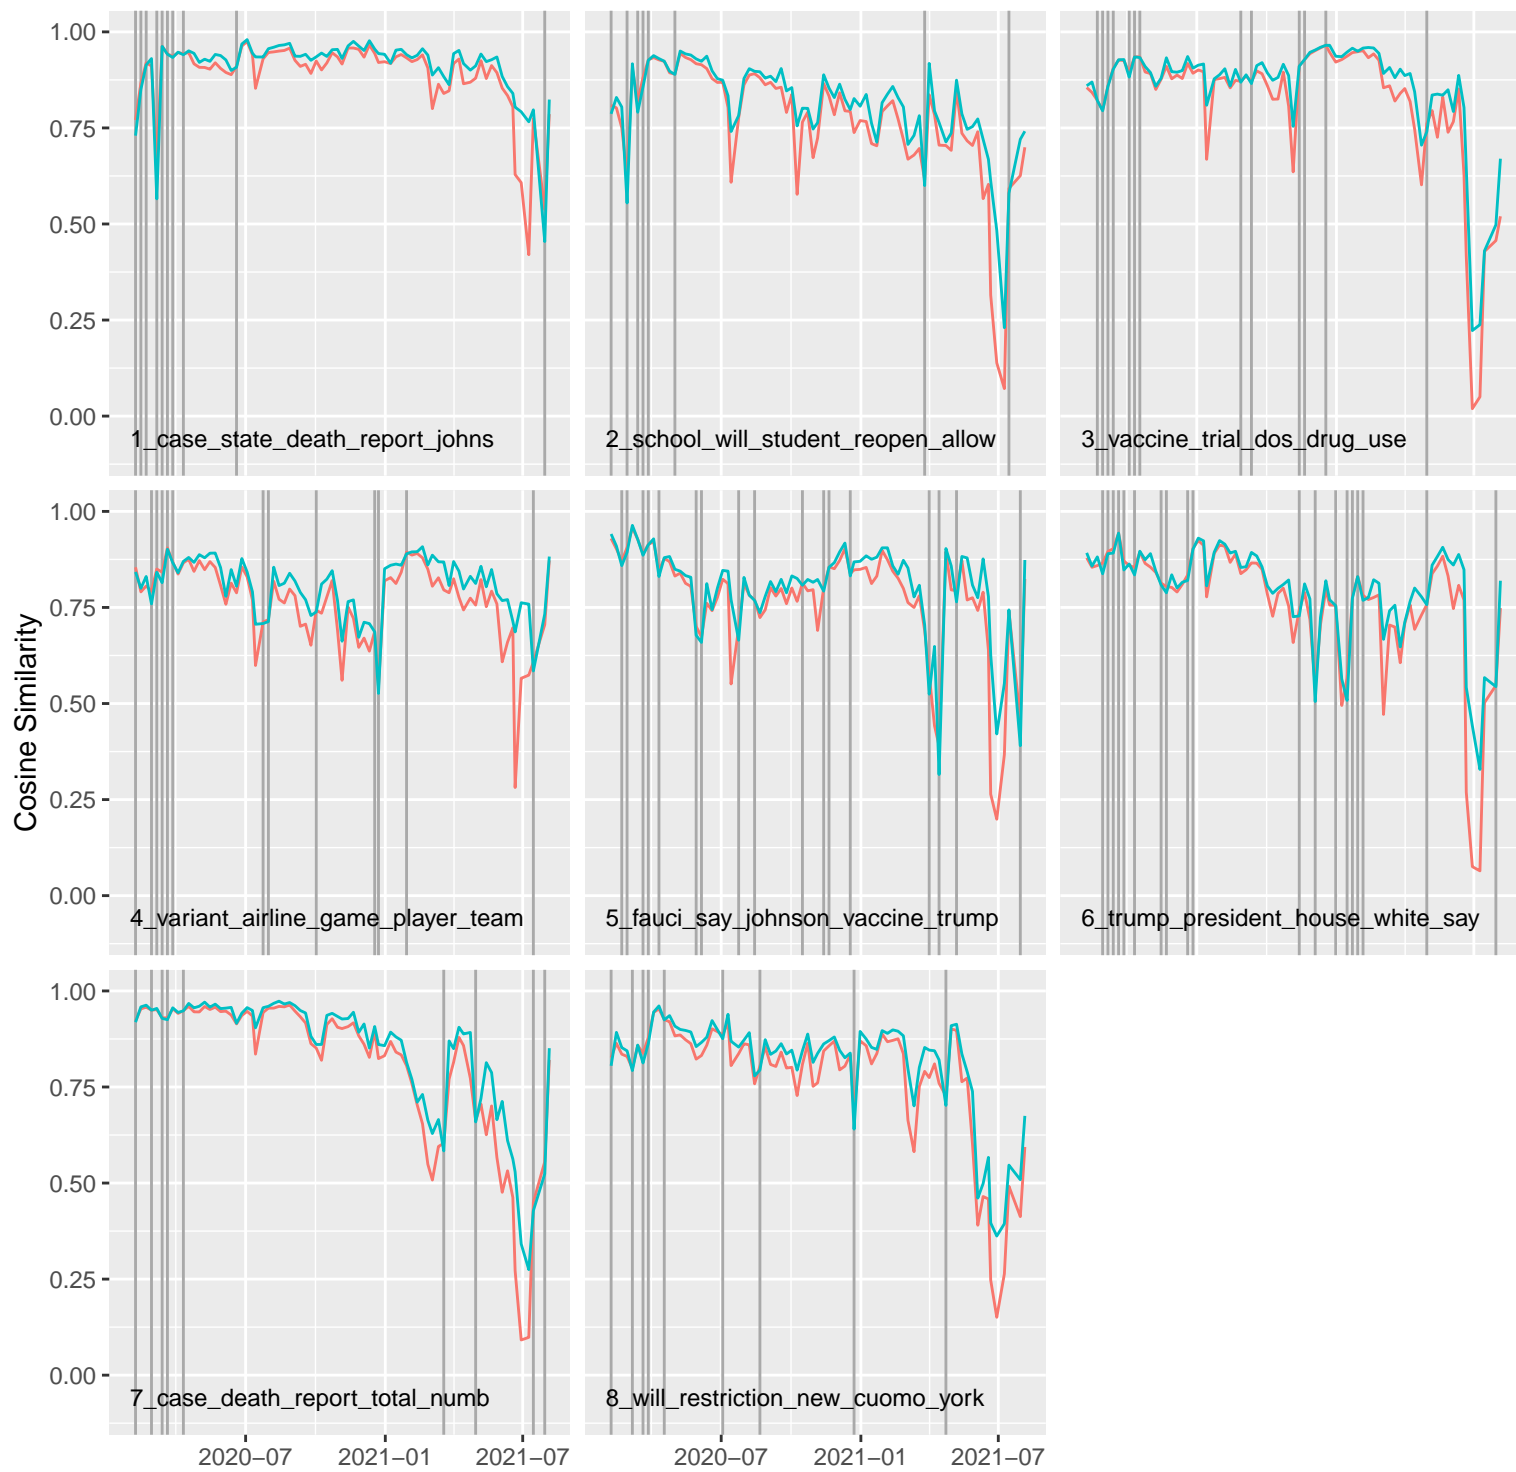 1.00
0.75
0.50
0.25
0.00
1_case_state_death_report_johns
2_school_will_student_reopen_allow
3_vaccine_trial_dos_drug_use
Cosine Similarity
1.00
0.75
0.50
0.25
0.00
4_variant_airline_game_player_team
5_fauci_say_johnson_vaccine_trump
6_trump_president_house_white_say
1.00
0.75
0.50
0.25
0.00
7_case_death_report_total_numb
8_will_restriction_new_cuomo_york
2020−07 2021−01 2021−07
2020−07 2021−01 2021−07